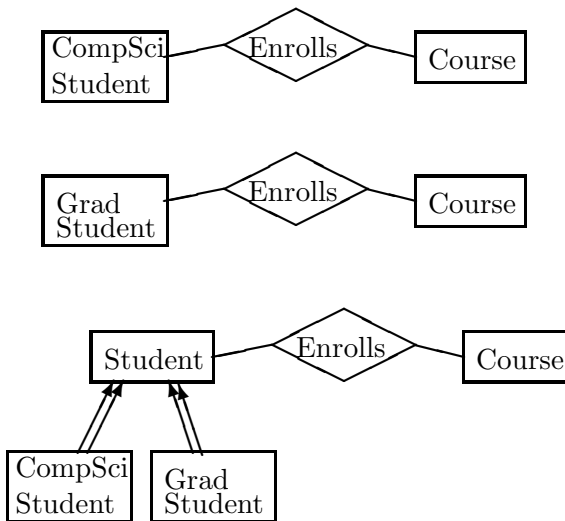 CompSci
Student
Enrolls
Course
Grad
Student
Enrolls
Course
Student
Enrolls
Course
CompSci
Student
Grad
Student